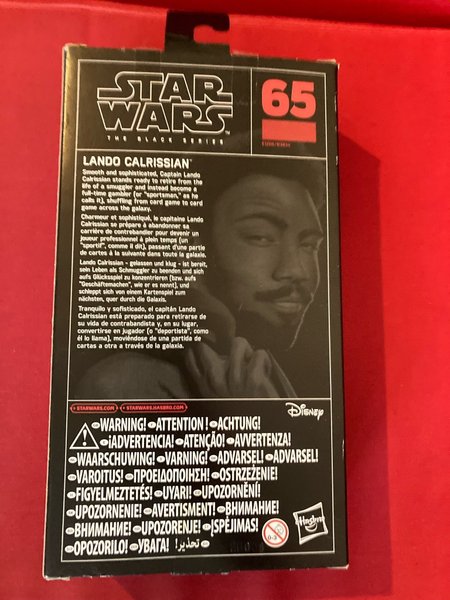 STAR
WARS™
THE BLACK SERIES
65
LANDO CALRISSIAN™
Smooth and sophisticated, Captain Lando
Calrissian stands ready to retire from the
life of a smuggler and instead become a
full-time gambler (or "sportsman," as he
calls it), shuffling from card game to card
game across the galaxy.
Charmeur et sophistiqué, le capitaine Lando
Calrissian se prépare à abandonner sa
carrière de contrebandier pour devenir un
joueur professionnel à plein temps (un
"sportif", comme il dit), passant d'une partie
de cartes à la suivante dans toute la galaxie.
Lando Calrissian - gelassen und klug - ist bereit,
sein Leben als Schmuggler zu beenden und sich
aufs Glücksspiel zu konzentrieren (bzw. aufs
"Geschäftemachen", wie er es nennt), und
schleppt sich von einem Kartenspiel zum
nächsten, quer durch die Galaxis.
Tranquilo y sofisticado, el capitán Lando
Calrissian está preparado para retirarse de
su vida de contrabandista y, en su lugar,
convertirse en jugador (o "deportista", como
él lo llama), moviéndose de una partida de
cartas a otra a través de la galaxia.
STARWARS.COM STARWARS.HASBRO.COM
Disney
WARNING! ATTENTION! ACHTUNG!
¡ADVERTENCIA! ATENÇÃO! AVVERTENZA!
WAARSCHUWING! VARNING! ADVARSEL! ADVARSEL!
VAROITUS! ΠΡΟΕΙΔΟΠΟΙΗΣΗ! OSTRZEŻENIE!
FIGYELMEZTETÉS! UYARI! UPOZORNĚNÍ!
UPOZORNENIE! AVERTISMENT! ВНИМАНИЕ!
ВНИМАНИЕ! UPOZORENJE! ĮSPĖJIMAS!
OPOZORILO! УВАГА! تحذير!
0-3
Hasbro